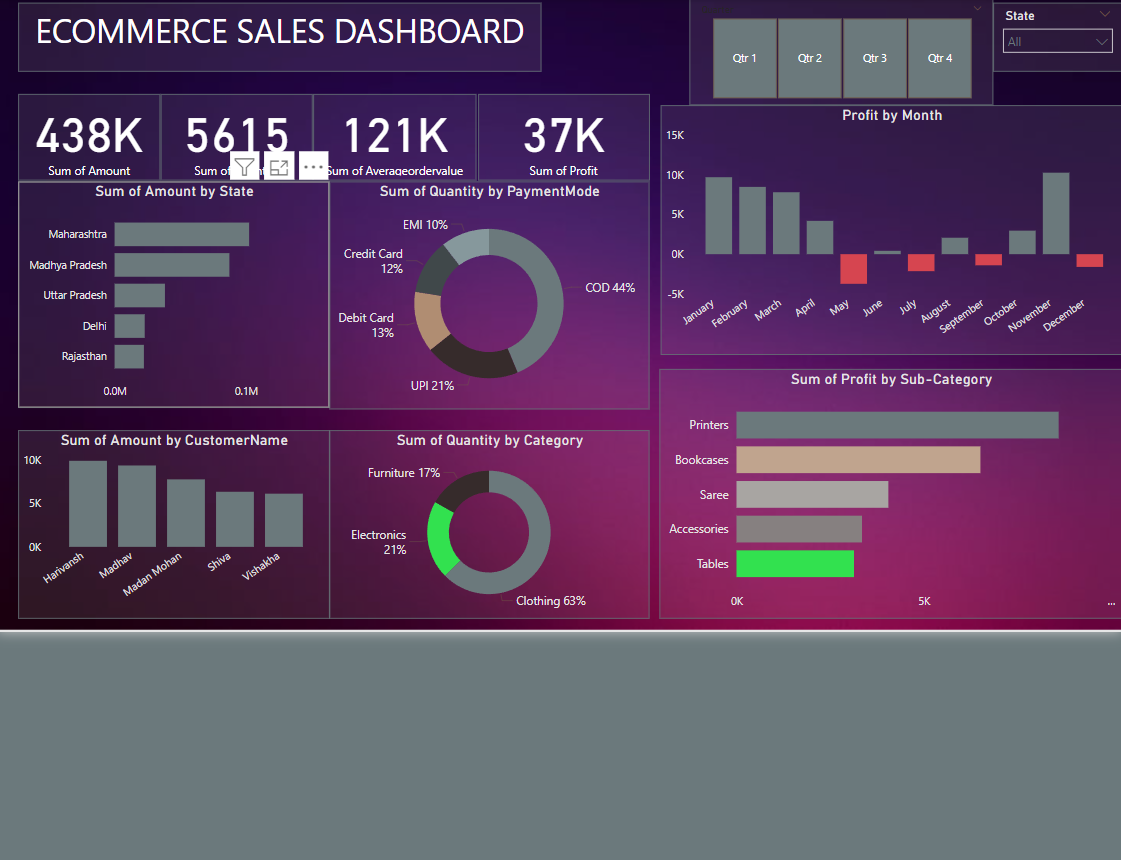 ECOMMERCE SALES DASHBOARD
Qtr 1
Qtr 2
Qtr 3
Qtr 4
State
All
438K
Sum of Amount
5615
Sum of
121K
Sum of Averageordervalue
37K
Sum of Profit
Profit by Month
15K
10K
5K
0K
-5K
January
February
March
April
May
June
July
August
September
October
November
December
Sum of Amount by State
Maharashtra
Madhya Pradesh
Uttar Pradesh
Delhi
Rajasthan
0.0M
0.1M
Sum of Quantity by PaymentMode
EMI 10%
Credit Card
12%
Debit Card
13%
UPI 21%
COD 44%
Sum of Profit by Sub-Category
Printers
Bookcases
Saree
Accessories
Tables
0K
5K
...
Sum of Amount by CustomerName
10K
5K
0K
Harivansh
Madhav
Madan Mohan
Shiva
Vishakha
Sum of Quantity by Category
Furniture 17%
Electronics
21%
Clothing 63%